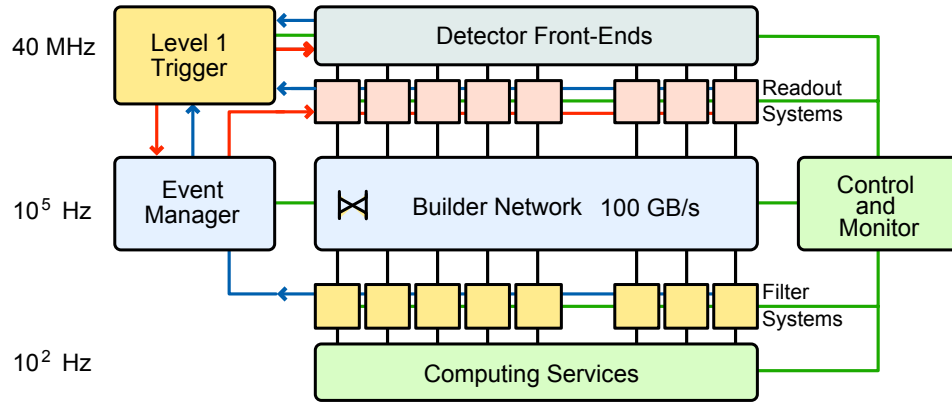 40 MHz
Level 1
Trigger
Detector Front-Ends
Readout
Systems
10⁵ Hz
Event
Manager
Builder Network 100 GB/s
Control
and
Monitor
Filter
Systems
10² Hz
Computing Services